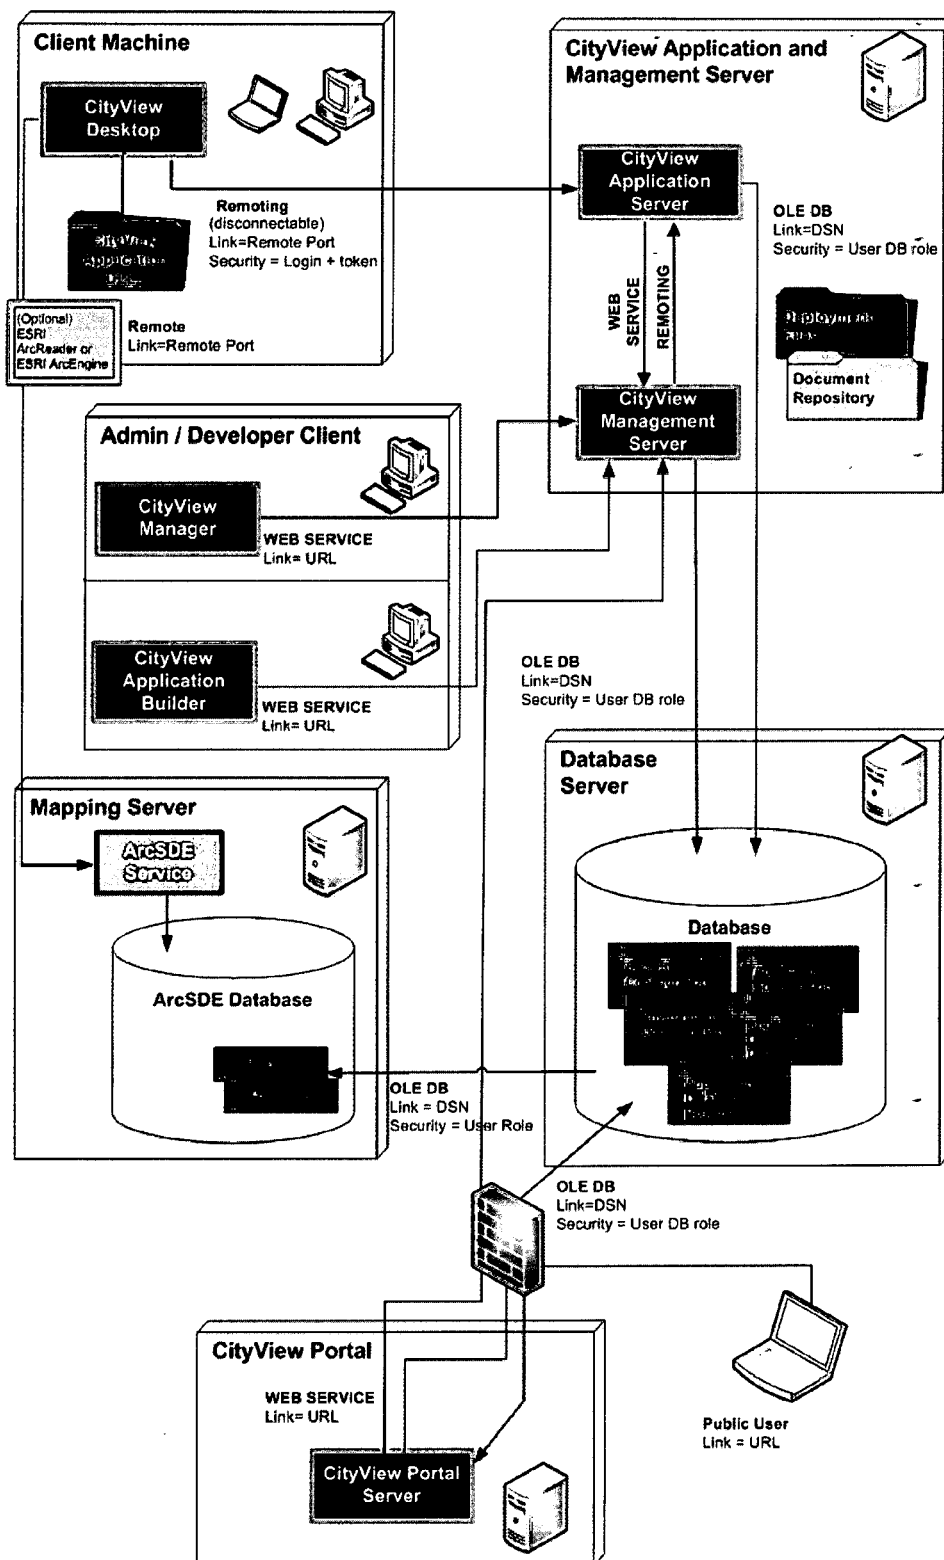 Client Machine
CityView
Desktop
Remoting
(disconnectable)
Link=Remote Port
Security = Login + token
CityView
Application
(Optional)
ESRI
ArcReader or
ESRI ArcEngine
Remote
Link=Remote Port
CityView Application and
Management Server
CityView
Application
Server
OLE DB
Link=DSN
Security = User DB role
WEB
SERVICE
REMOTING
Deployment
Document
Repository
CityView
Management
Server
Admin / Developer Client
CityView
Manager
WEB SERVICE
Link= URL
CityView
Application
Builder
WEB SERVICE
Link= URL
OLE DB
Link=DSN
Security = User DB role
Database
Server
Database
Mapping Server
ArcSDE
Service
ArcSDE Database
OLE DB
Link = DSN
Security = User Role
OLE DB
Link=DSN
Security = User DB role
CityView Portal
WEB SERVICE
Link= URL
CityView Portal
Server
Public User
Link = URL